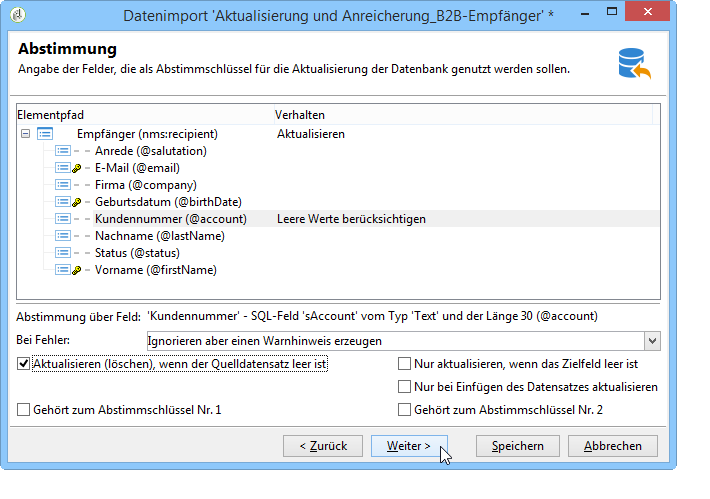 Datenimport 'Aktualisierung und Anreicherung_B2B-Empfänger' *
Abstimmung
Angabe der Felder, die als Abstimmschlüssel für die Aktualisierung der Datenbank genutzt werden sollen.
Elementpfad Verhalten
Empfänger (nms:recipient) Aktualisieren
Anrede (@salutation)
E-Mail (@email)
Firma (@company)
Geburtsdatum (@birthDate)
Kundennummer (@account) Leere Werte berücksichtigen
Nachname (@lastName)
Status (@status)
Vorname (@firstName)
Abstimmung über Feld: 'Kundennummer' - SQL-Feld 'sAccount' vom Typ 'Text' und der Länge 30 (@account)
Bei Fehler: Ignorieren aber einen Warnhinweis erzeugen
Aktualisieren (löschen), wenn der Quelldatensatz leer ist Nur aktualisieren, wenn das Zielfeld leer ist
Nur bei Einfügen des Datensatzes aktualisieren
Gehört zum Abstimmschlüssel Nr. 1 Gehört zum Abstimmschlüssel Nr. 2
< Zurück Weiter > Speichern Abbrechen